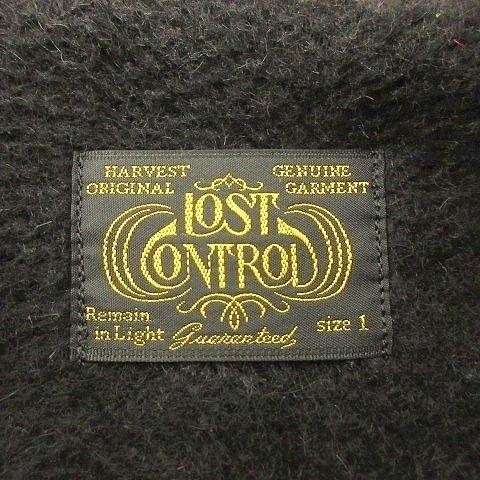 HARVEST
ORIGINAL
GENUINE
GARMENT
LOST
CONTROL
Remain
in Light
Guaranteed
size 1